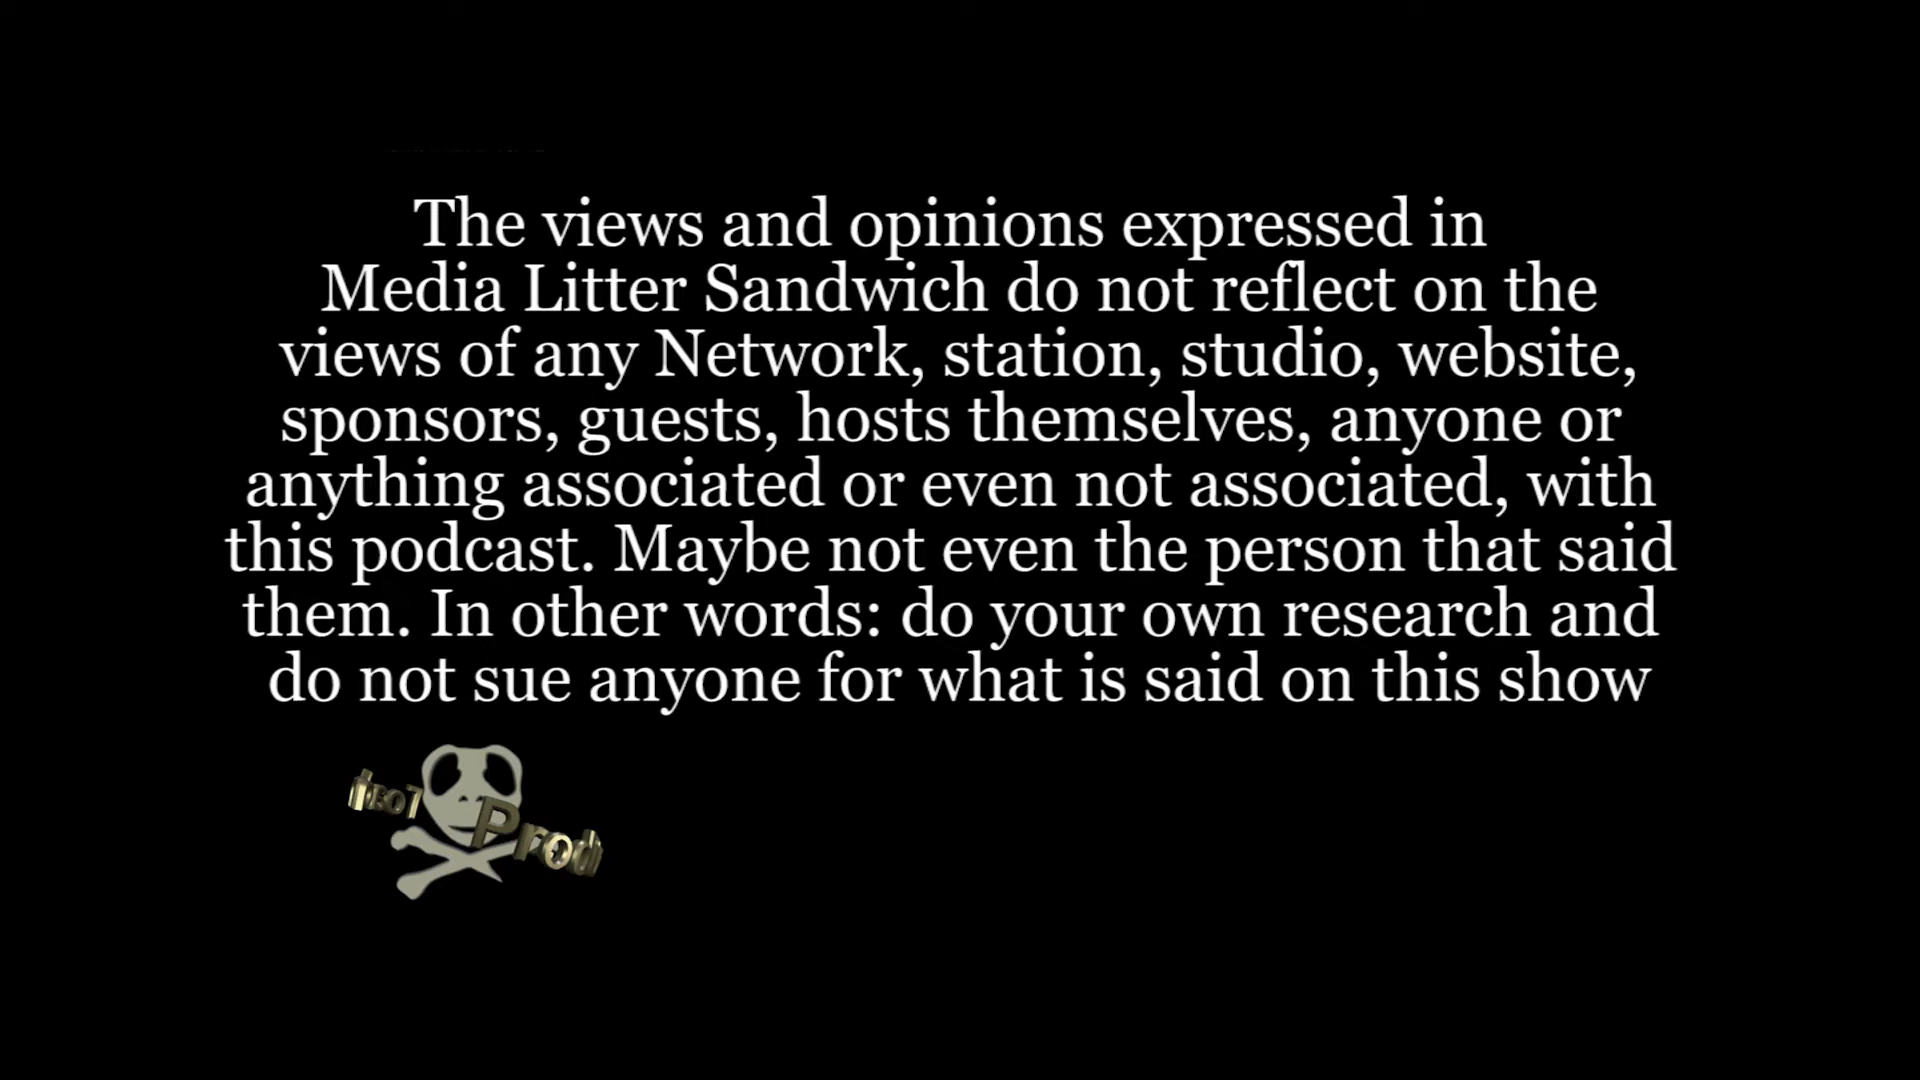 The views and opinions expressed in
Media Litter Sandwich do not reflect on the
views of any Network, station, studio, website,
sponsors, guests, hosts themselves, anyone or
anything associated or even not associated, with
this podcast. Maybe not even the person that said
them. In other words: do your own research and
do not sue anyone for what is said on this show